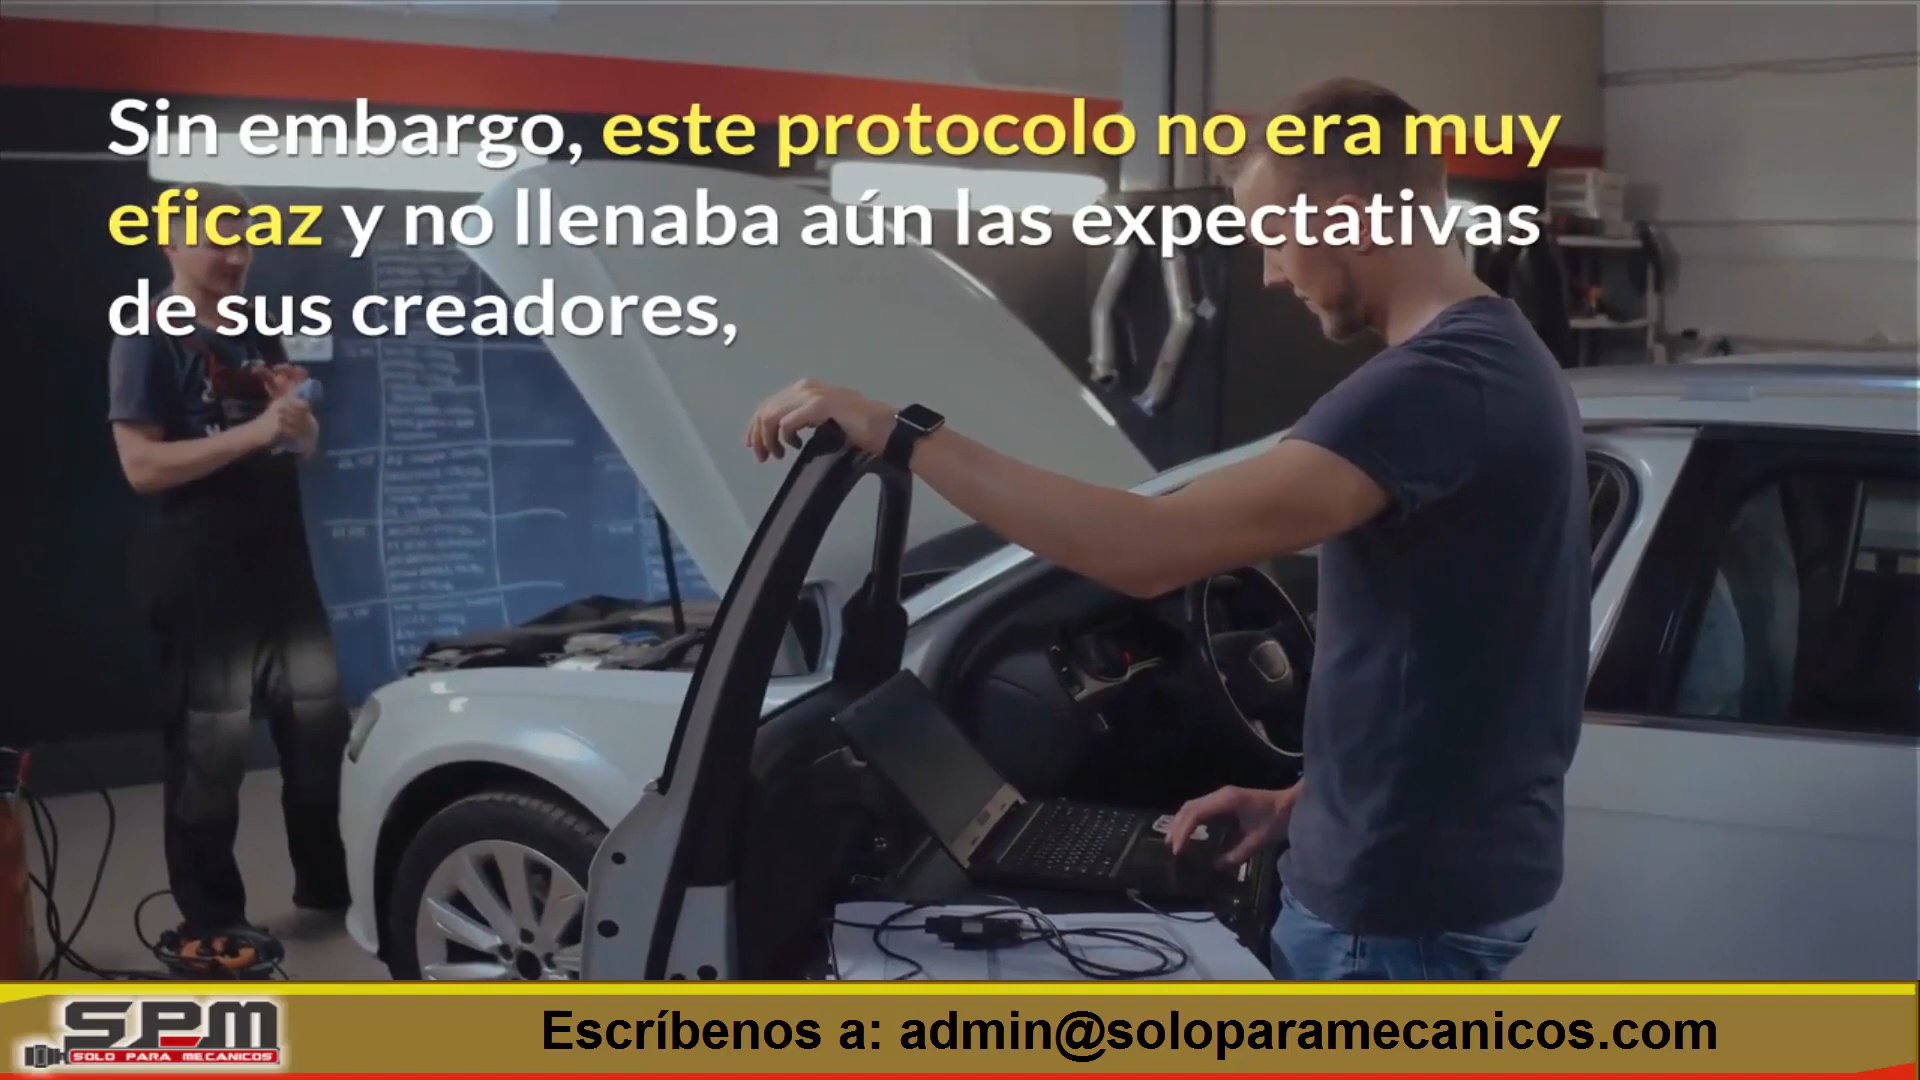 Sin embargo, este protocolo no era muy
eficaz y no llenaba aún las expectativas
de sus creadores,
SPM
SOLO PARA MECANICOS
Escríbenos a: admin@soloparamecanicos.com